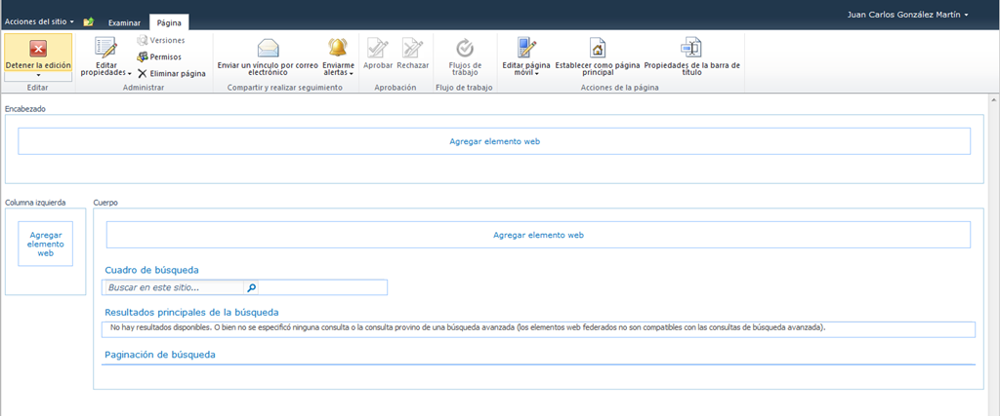 Acciones del sitio
Examinar
Página
Juan Carlos González Martín
Detener la edición
Editar
propiedades
Versiones
Permisos
Eliminar página
Enviar un vínculo por correo
electrónico
Enviarme
alertas
Aprobar
Rechazar
Flujos de
trabajo
Editar página
móvil
Establecer como página
principal
Propiedades de la barra de
título
Editar
Administrar
Compartir y realizar seguimiento
Aprobación
Flujo de trabajo
Acciones de la página
Encabezado
Agregar elemento web
Columna izquierda
Agregar
elemento
web
Cuerpo
Agregar elemento web
Cuadro de búsqueda
Buscar en este sitio...
Resultados principales de la búsqueda
No hay resultados disponibles. O bien no se especificó ninguna consulta o la consulta provino de una búsqueda avanzada (los elementos web federados no son compatibles con las consultas de búsqueda avanzada).
Paginación de búsqueda